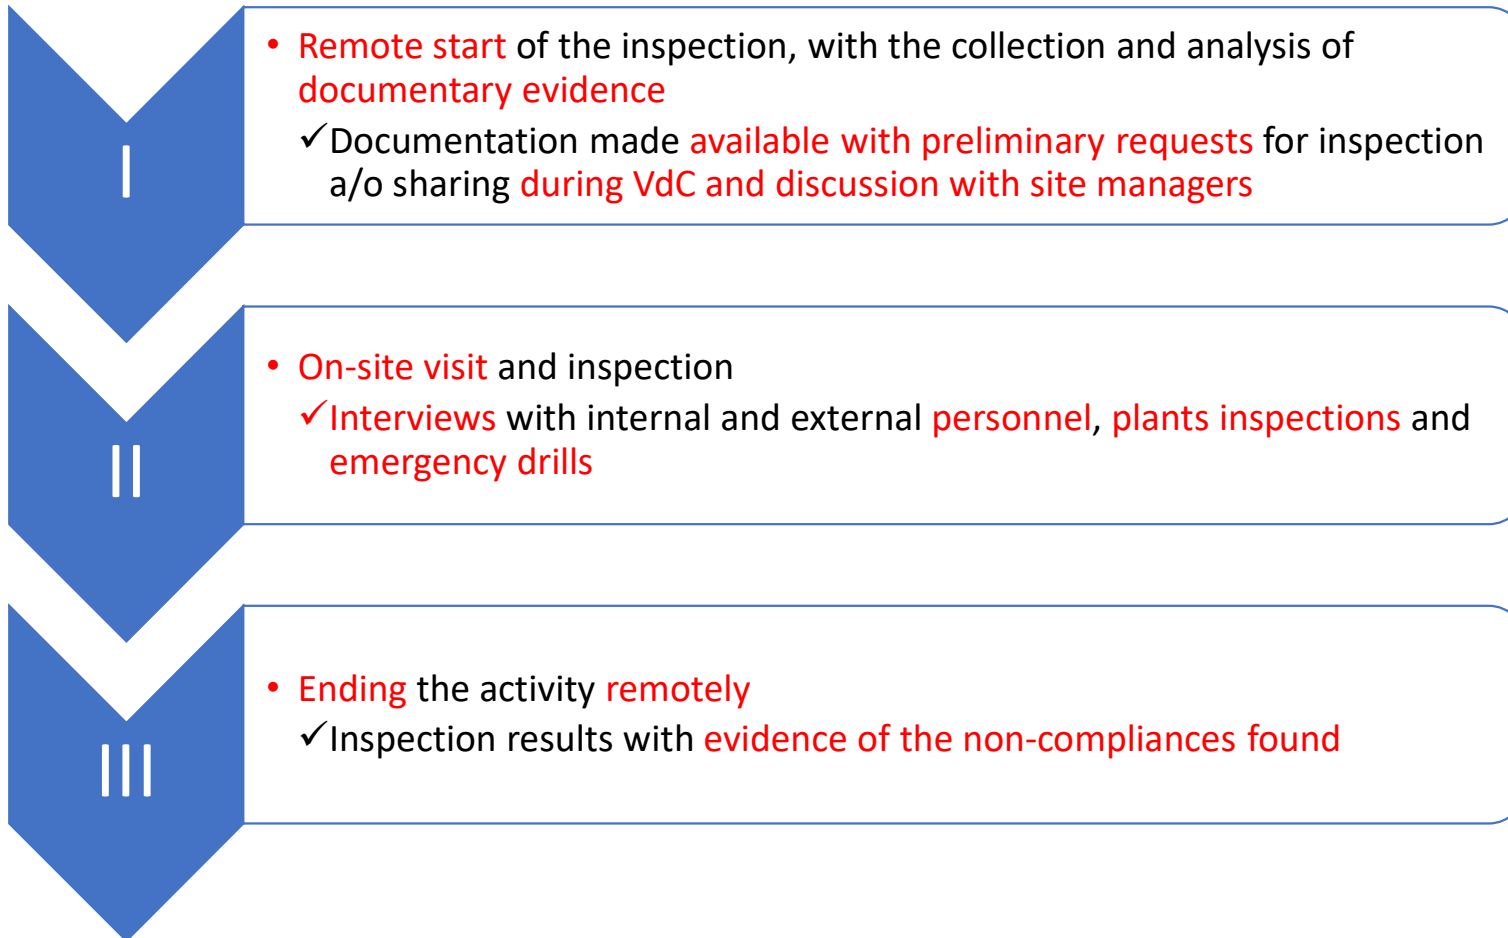 I
• Remote start of the inspection, with the collection and analysis of
documentary evidence
✓Documentation made available with preliminary requests for inspection
a/o sharing during VdC and discussion with site managers
II
• On-site visit and inspection
✓Interviews with internal and external personnel, plants inspections and
emergency drills
III
• Ending the activity remotely
✓Inspection results with evidence of the non-compliances found